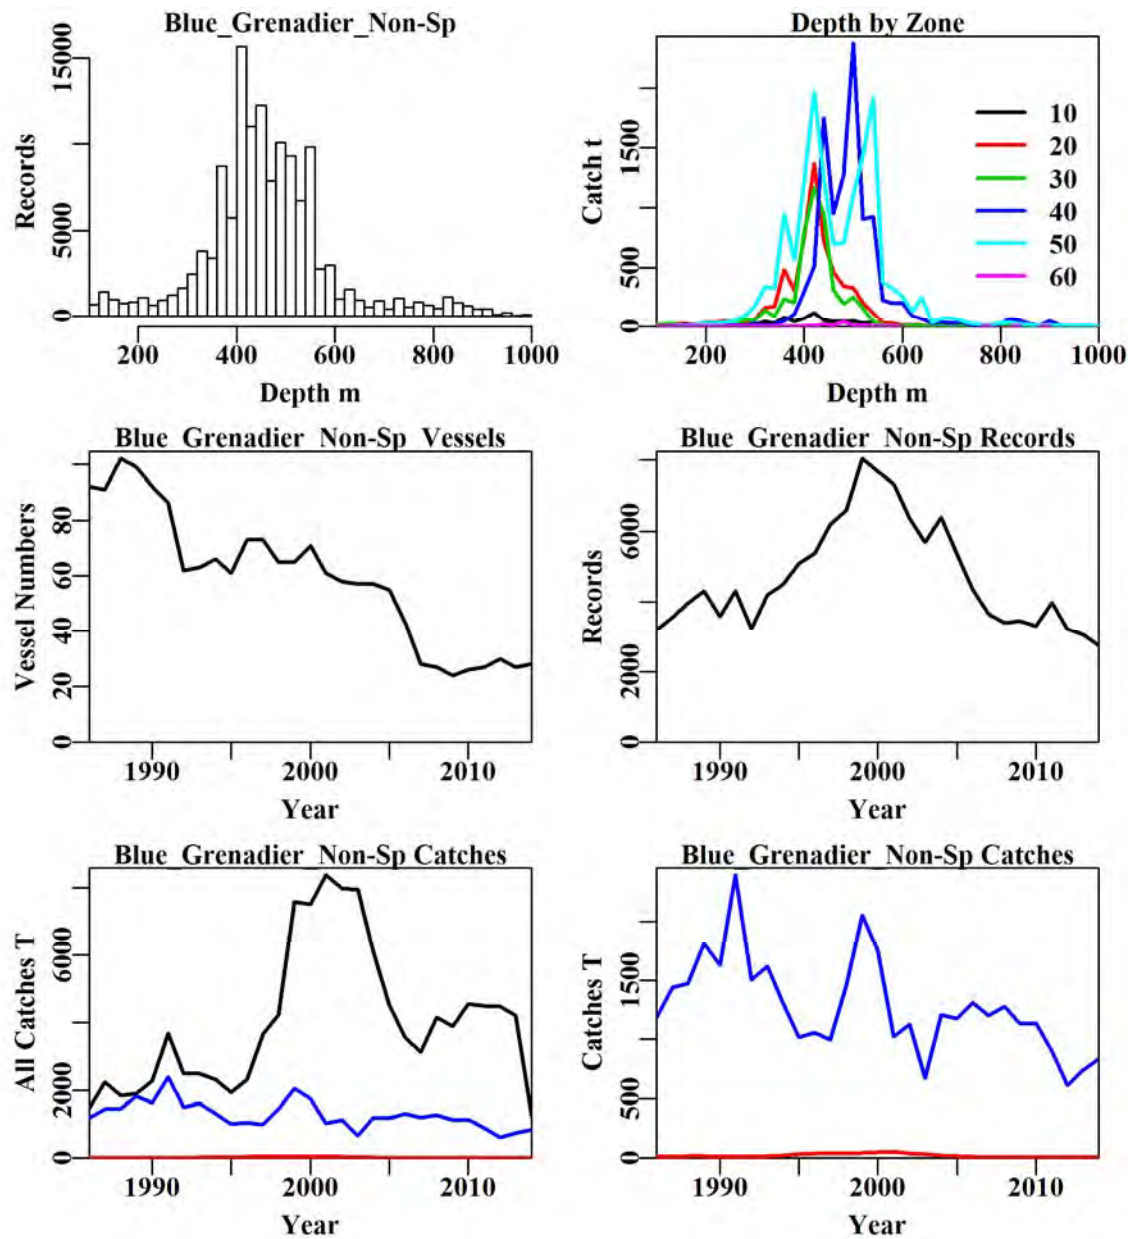 Blue_Grenadier_Non-Sp
Records
0 5000 15000
200 400 600 800 1000
Depth m
Depth by Zone
Catch t
0 500 1500
10
20
30
40
50
60
200 400 600 800 1000
Depth m
Blue_Grenadier_Non-Sp_Vessels
Vessel Numbers
0 20 40 60 80
1990 2000 2010
Year
Blue_Grenadier_Non-Sp Records
Records
0 2000 6000
1990 2000 2010
Year
Blue_Grenadier_Non-Sp Catches
All Catches T
0 2000 6000
1990 2000 2010
Year
Blue_Grenadier_Non-Sp Catches
Catches T
0 500 1500
1990 2000 2010
Year